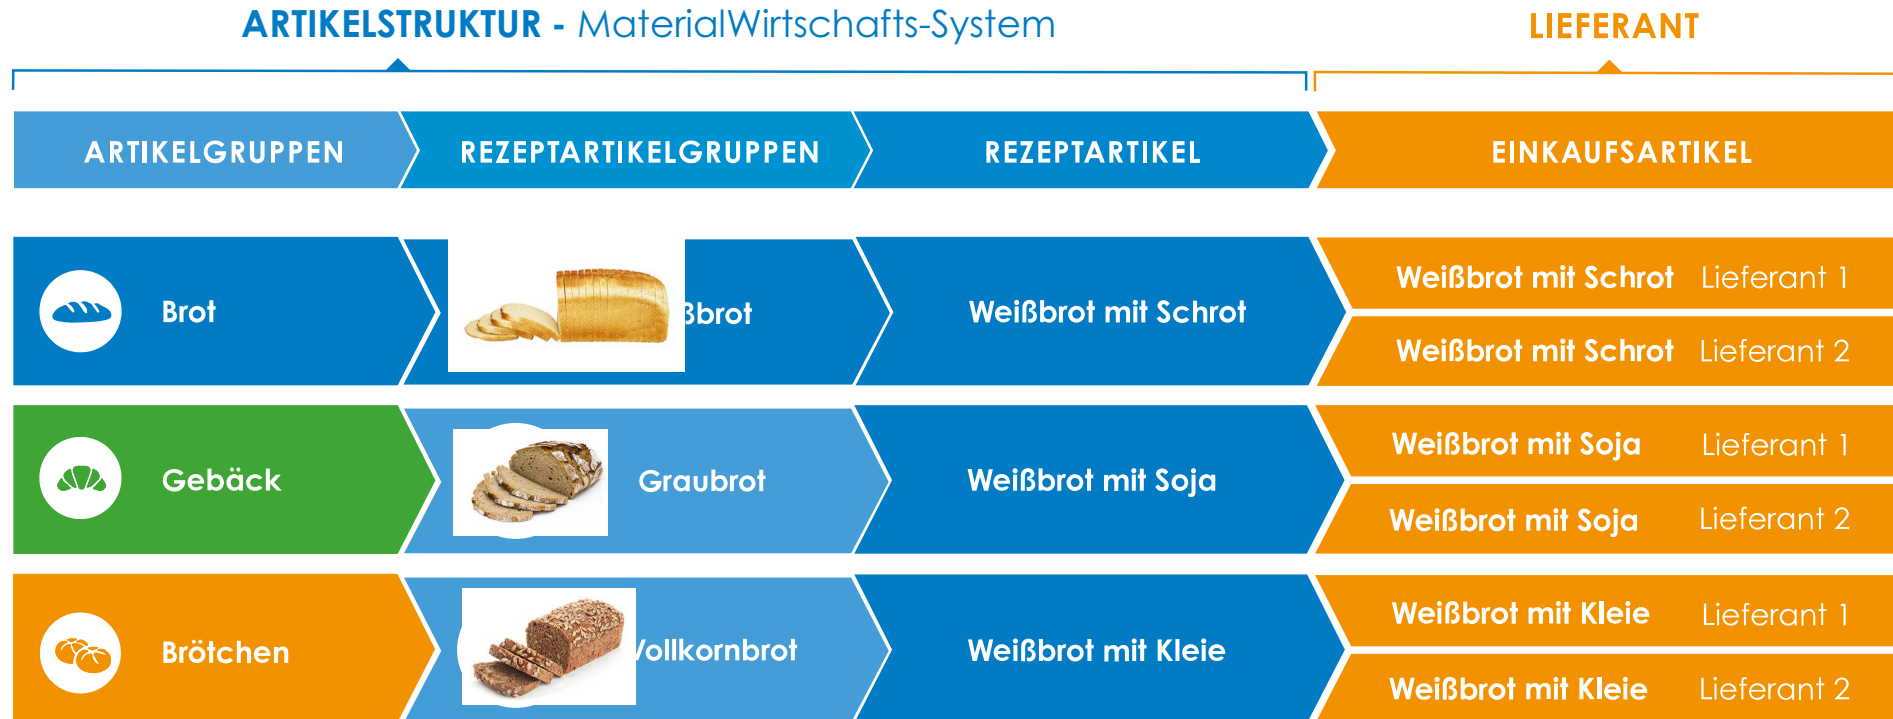 ARTIKELSTRUKTUR - MaterialWirtschafts-System
LIEFERANT
ARTIKELGRUPPEN
REZEPTARTIKELGRUPPEN
REZEPTARTIKEL
EINKAUFSARTIKEL
Brot
ßbrot
Weißbrot mit Schrot
Weißbrot mit Schrot Lieferant 1
Weißbrot mit Schrot Lieferant 2
Gebäck
Graubrot
Weißbrot mit Soja
Weißbrot mit Soja Lieferant 1
Weißbrot mit Soja Lieferant 2
Brötchen
Vollkornbrot
Weißbrot mit Kleie
Weißbrot mit Kleie Lieferant 1
Weißbrot mit Kleie Lieferant 2